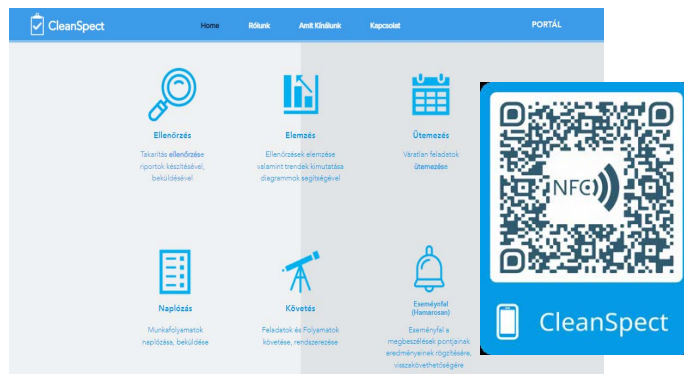 CleanSpect
Home Rólunk Amit Kínálunk Kapcsolat PORTÁL
Ellenőrzés
Takarítás ellenőrzése
riportok készítésével,
beküldésével
Elemzés
Ellenőrzések elemzése
valamint trendek kimutatása
diagrammok segítségével
Ütemezés
Váratlan feladatok
ütemezése
Naplózás
Munkafolyamatok
naplózása, beküldése
Követés
Feladatok és Folyamatok
követése, rendszerezése
Eseményfal
(Hamarosan)
Eseményfal a
megbeszélések pontjainak
eredményeinek rögzítésére,
visszakövethetőségére
NFC
CleanSpect